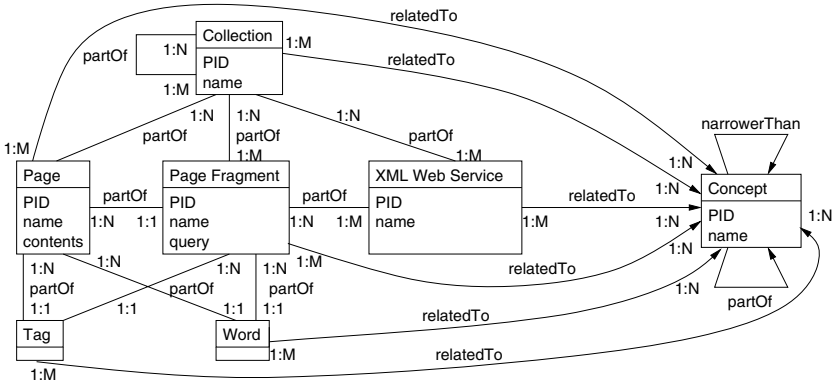 relatedTo
Collection
PID
name
1:N
partOf
1:M
1:M
relatedTo
1:N
partOf
1:N
partOf
1:M
1:N
partOf
1:M
1:M
Page
PID
name
contents
partOf
1:N
1:1
Page Fragment
PID
name
query
partOf
1:N
1:M
XML Web Service
PID
name
relatedTo
1:M
narrowerThan
1:N
1:N
1:N
1:N
1:N
1:N
Concept
PID
name
partOf
1:M
relatedTo
1:N
partOf
1:1
1:N
partOf
1:1
1:N
1:1
1:N
partOf
1:1
Tag
Word
1:M
relatedTo
1:M
relatedTo